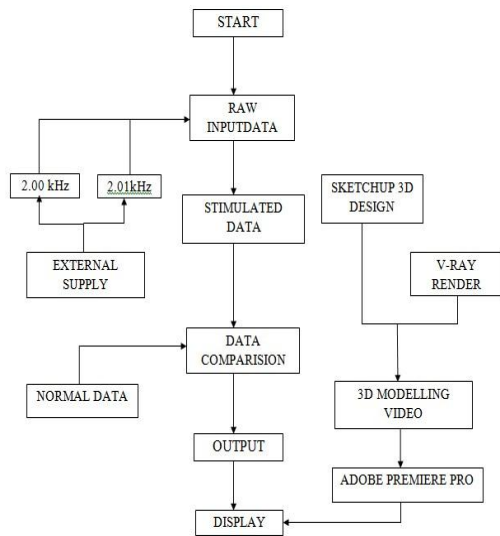 START
RAW
INPUTDATA
2.00 kHz
2.01kHz
SKETCHUP 3D
DESIGN
STIMULATED
DATA
EXTERNAL
SUPPLY
V-RAY
RENDER
DATA
COMPARISION
NORMAL DATA
3D MODELLING
VIDEO
OUTPUT
ADOBE PREMIERE PRO
DISPLAY